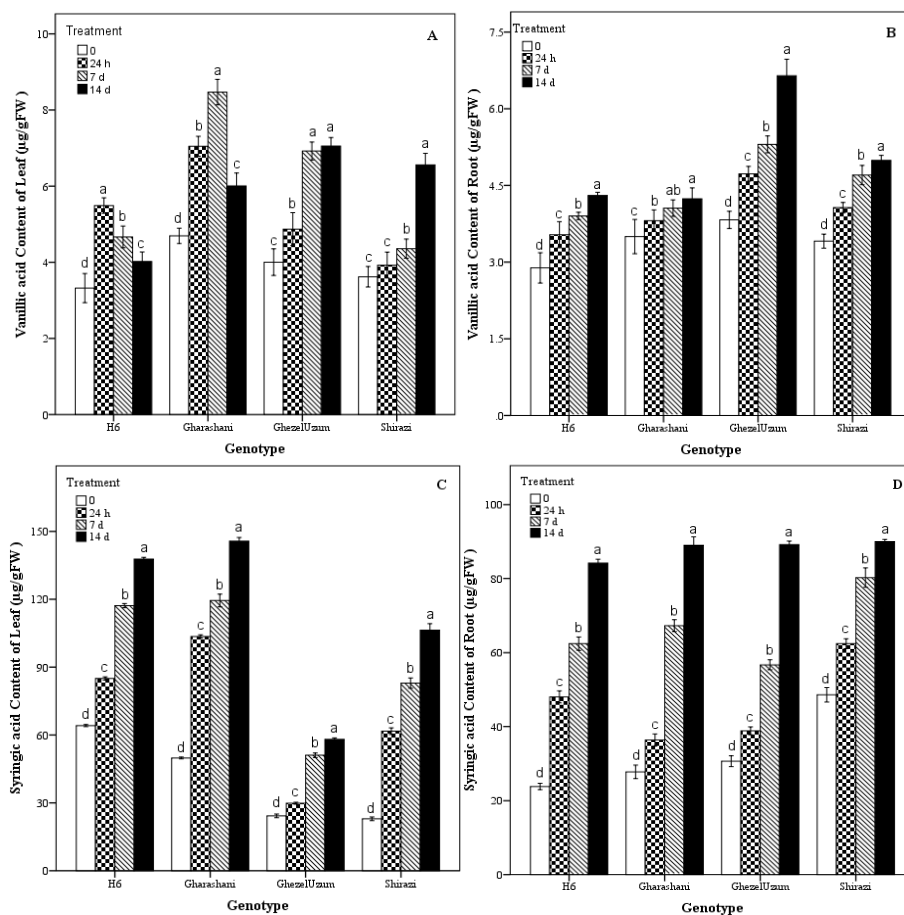 Treatment
0
24 h
7 d
14 d
A
Vanillic acid Content of Leaf (µg/gFW )
10
8
6
4
2
0
d a b c
d b a c
c b a a
c c b a
H6 Gharashani GhezelUzum Shirazi
Genotype
Treatment
0
24 h
7 d
14 d
B
Vanillic acid Content of Root (µg/gFW )
7.5
6.0
4.5
3.0
1.5
.0
d c b a
c b ab a
d c b a
d c b a
H6 Gharashani GhezelUzum Shirazi
Genotype
Treatment
0
24 h
7 d
14 d
C
Syringic acid Content of Leaf (µg/gFW )
150
120
90
60
30
0
d c b a
d c b a
d c b a
d c b a
H6 Gharashani GhezelUzum Shirazi
Genotype
Treatment
0
24 h
7 d
14 d
D
Syringic acid Content of Root (µg/gFW )
100
80
60
40
20
0
d c b a
d c b a
d c b a
d c b a
H6 Gharashani GhezelUzum Shirazi
Genotype